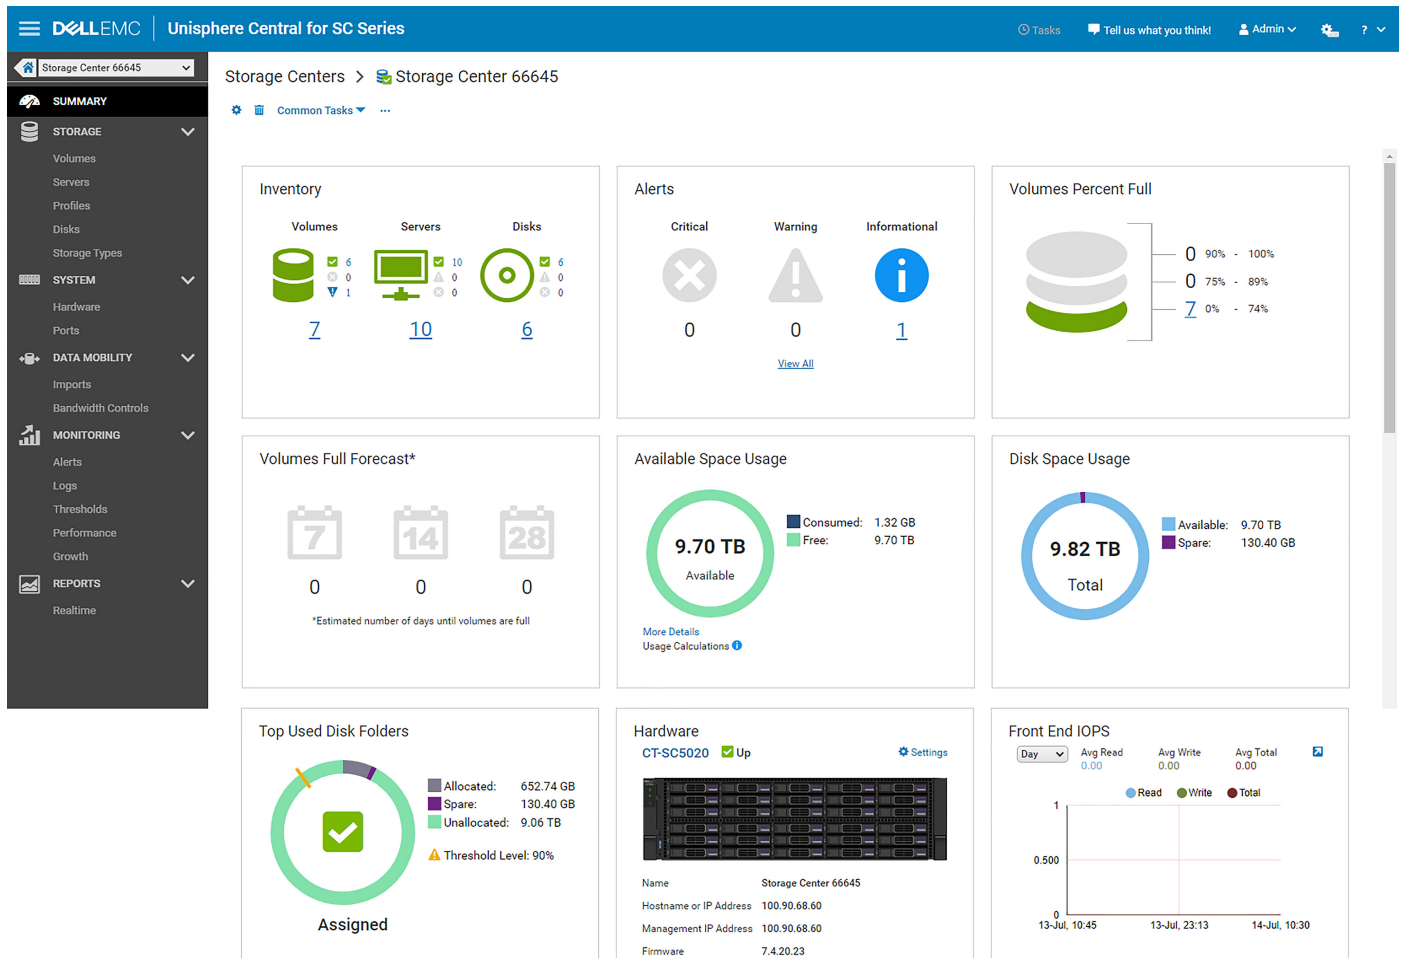 DELLEMC
Unisphere Central for SC Series
Tasks
Tell us what you think!
Admin
?
Storage Center 66645
SUMMARY
STORAGE
Volumes
Servers
Profiles
Disks
Storage Types
SYSTEM
Hardware
Ports
DATA MOBILITY
Imports
Bandwidth Controls
MONITORING
Alerts
Logs
Thresholds
Performance
Growth
REPORTS
Realtime
Storage Centers > Storage Center 66645
Common Tasks ...
Inventory
Volumes
Servers
Disks
6
0
1
10
0
0
6
0
0
7
10
6
Alerts
Critical
Warning
Informational
0
0
1
View All
Volumes Percent Full
0 90% - 100%
0 75% - 89%
7 0% - 74%
Volumes Full Forecast*
7
14
28
0
0
0
*Estimated number of days until volumes are full
Available Space Usage
9.70 TB
Available
Consumed: 1.32 GB
Free: 9.70 TB
More Details
Usage Calculations
Disk Space Usage
9.82 TB
Total
Available: 9.70 TB
Spare: 130.40 GB
Top Used Disk Folders
Allocated: 652.74 GB
Spare: 130.40 GB
Unallocated: 9.06 TB
Threshold Level: 90%
Assigned
Hardware
CT-SC5020 Up
Settings
Name Storage Center 66645
Hostname or IP Address 100.90.68.60
Management IP Address 100.90.68.60
Firmware 7.4.20.23
Front End IOPS
Day
Avg Read
0.00
Avg Write
0.00
Avg Total
0.00
Read Write Total
1
0.500
0
13-Jul, 10:45
13-Jul, 23:13
14-Jul, 10:30